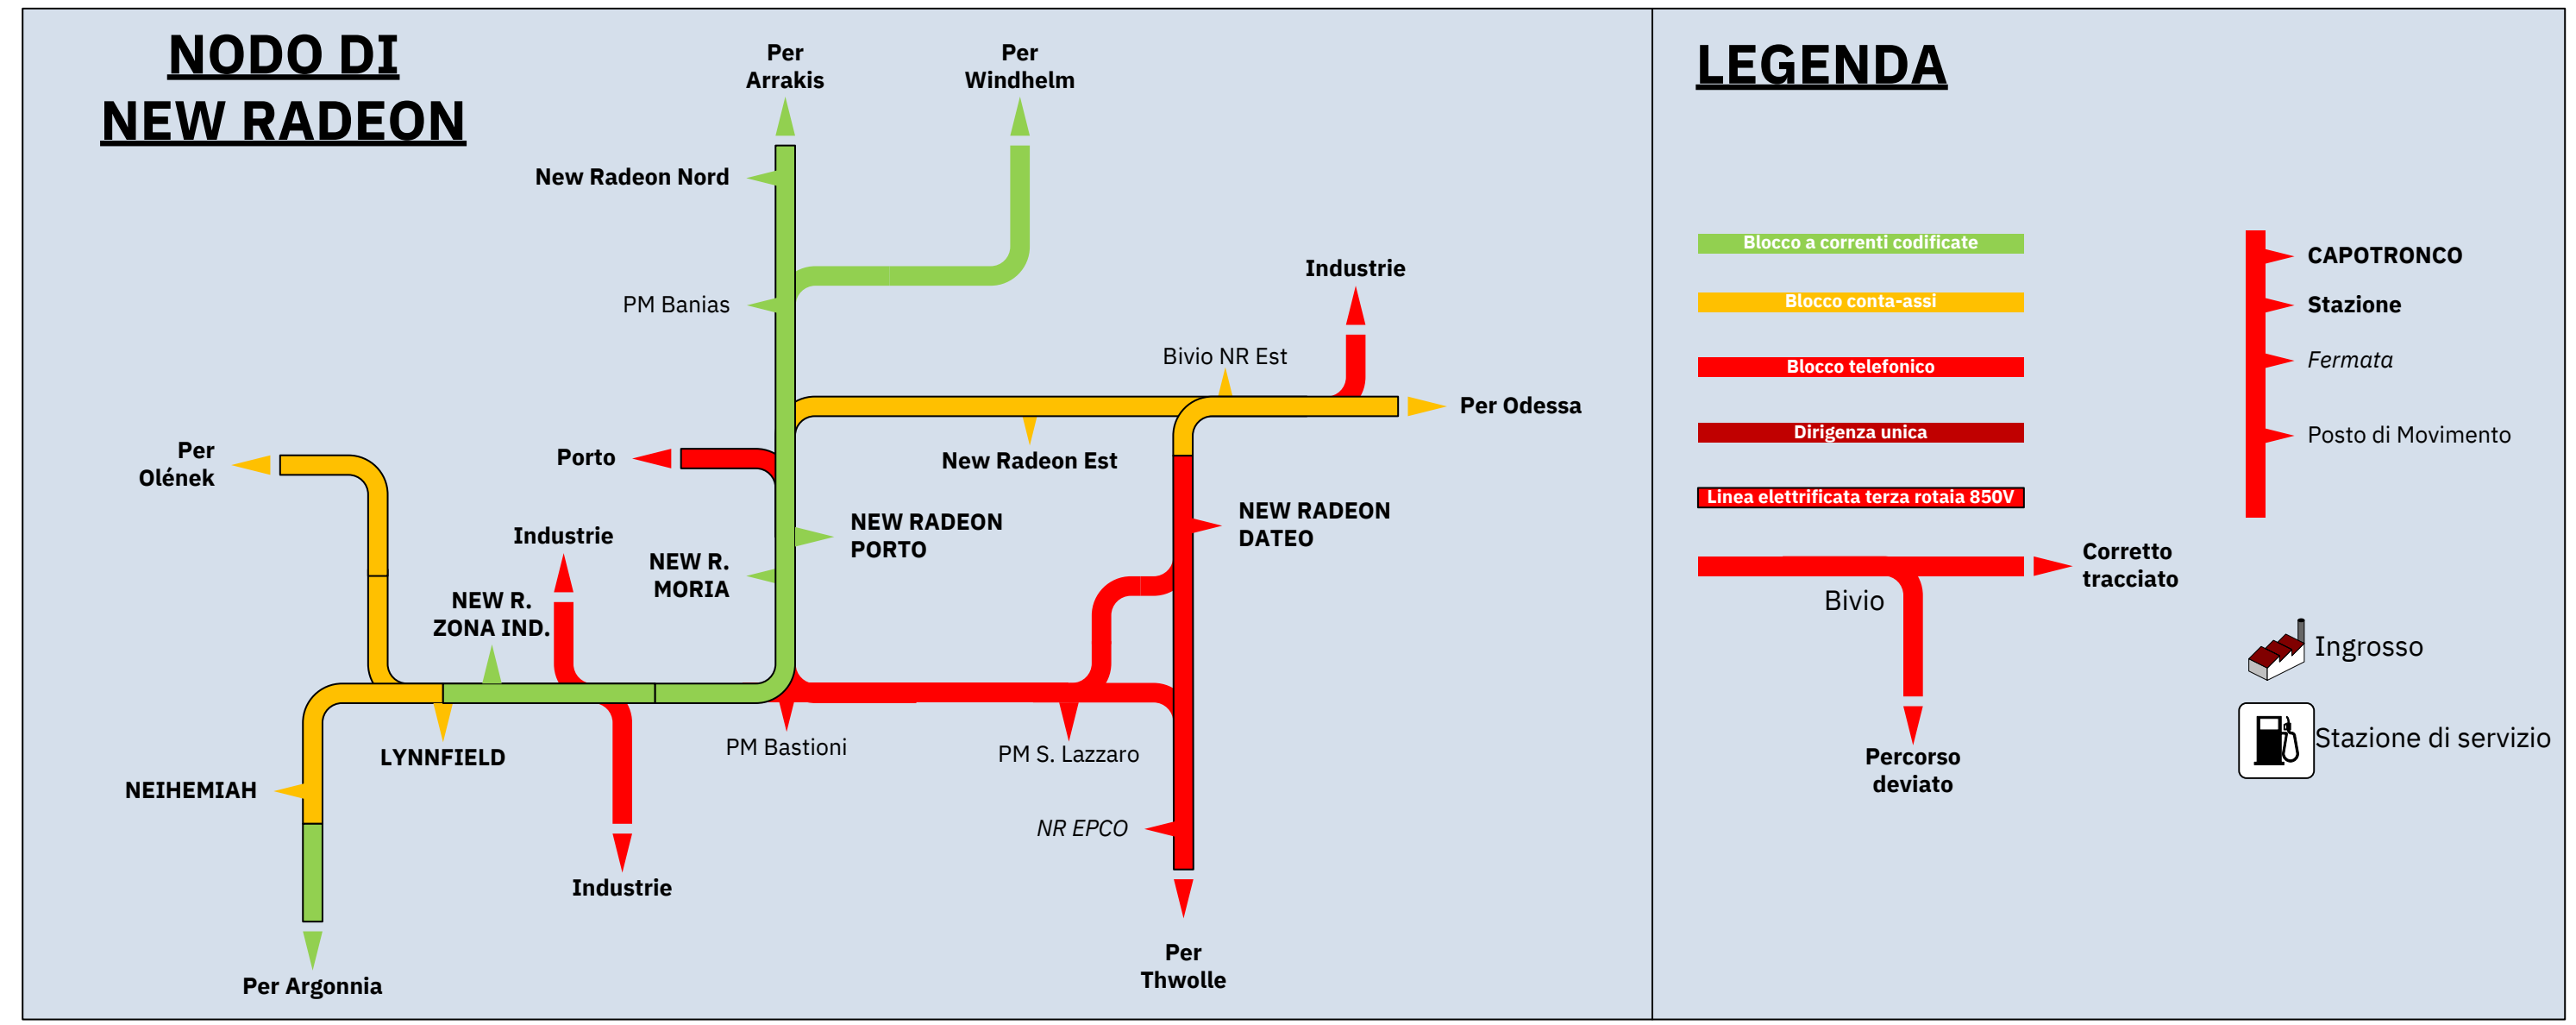 NODO DI
NEW RADEON
Per
Arrakis
Per
Windhelm
New Radeon Nord
PM Banias
Industrie
Bivio NR Est
Per Odessa
New Radeon Est
Per
Olének
Porto
NEW RADEON
PORTO
NEW RADEON
DATEO
Industrie
NEW R.
MORIA
NEW R.
ZONA IND.
LYNNFIELD
PM Bastioni
PM S. Lazzaro
NEIHEMIAH
NR EPCO
Industrie
Per
Thwolle
Per Argonnia
LEGENDA
Blocco a correnti codificate
Blocco conta-assi
Blocco telefonico
Dirigenza unica
Linea elettrificata terza rotaia 850V
Corretto
tracciato
Bivio
Percorso
deviato
CAPOTRONCO
Stazione
Fermata
Posto di Movimento
Ingrosso
Stazione di servizio